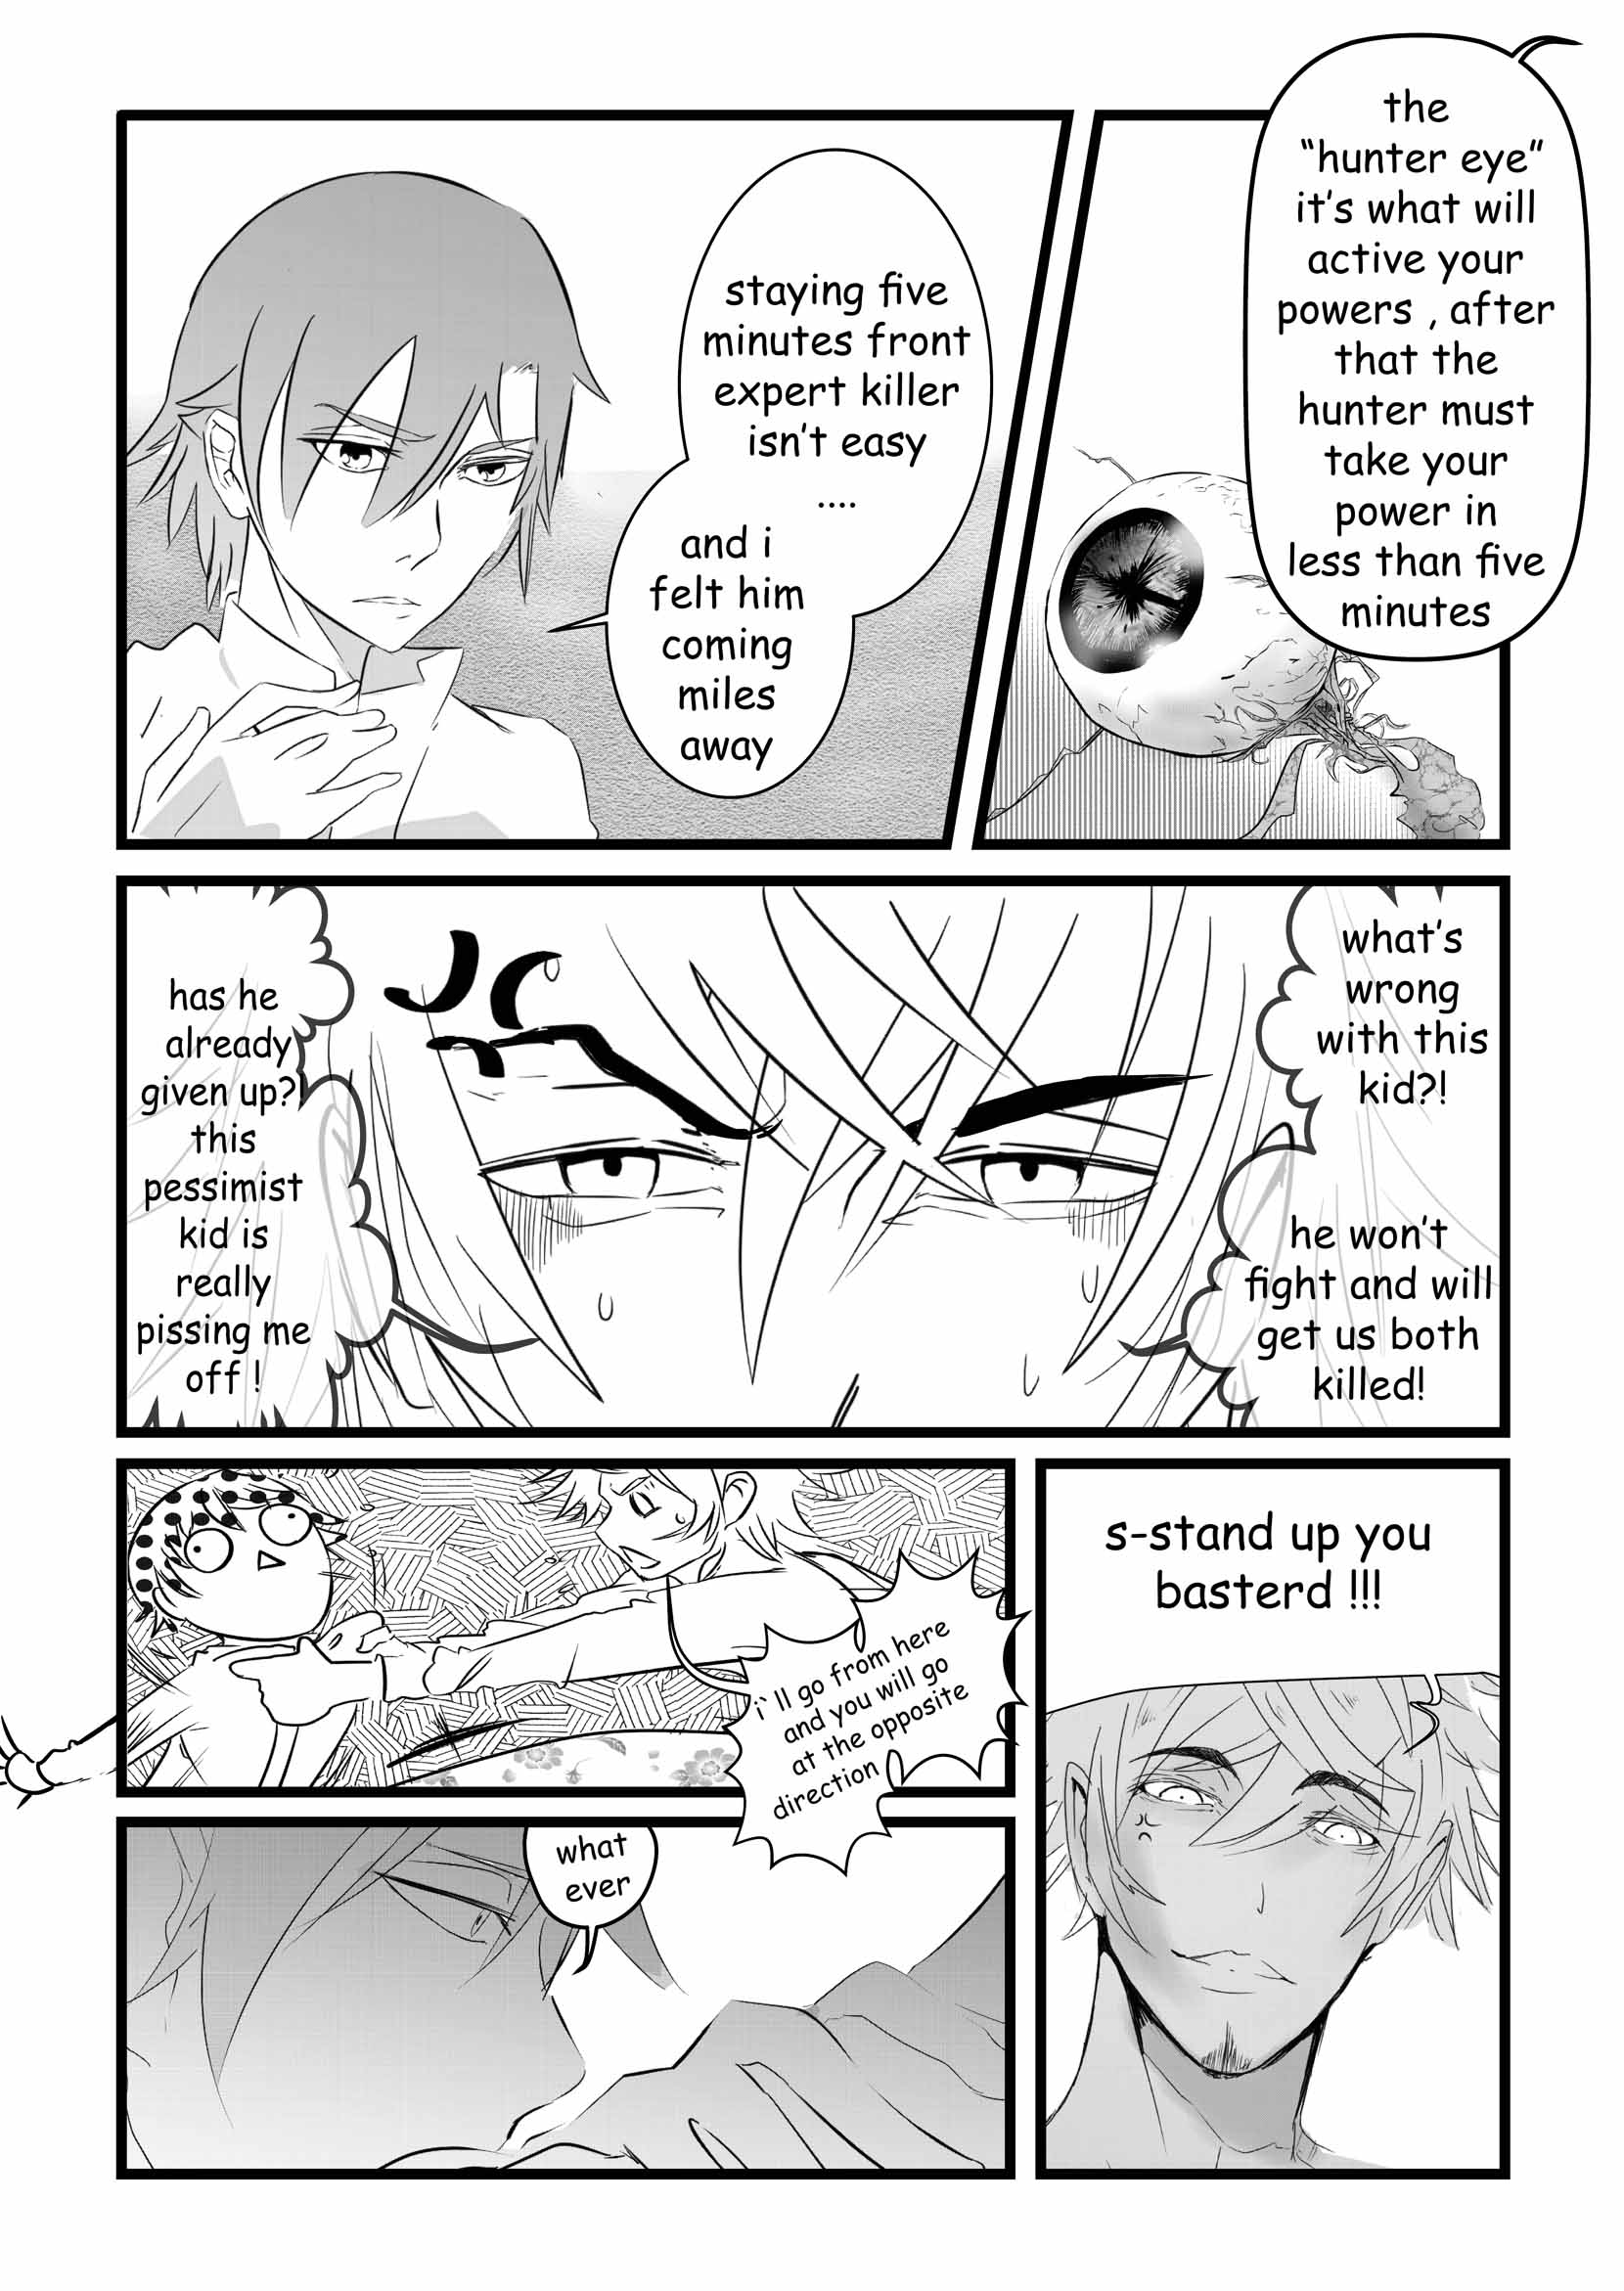 the
“hunter eye”
it’s what will
active your
powers , after
that the
hunter must
take your
power in
less than five
minutes
staying five
minutes front
expert killer
isn’t easy
....
and i
felt him
coming
miles
away
what’s
wrong
with this
kid?!
he won’t
fight and will
get us both
killed!
has he
already
given up?!
this
pessimist
kid is
really
pissing me
off !
s-stand up you
basterd !!!
i` ll go from here
and you will go
at the opposite
direction
what
ever